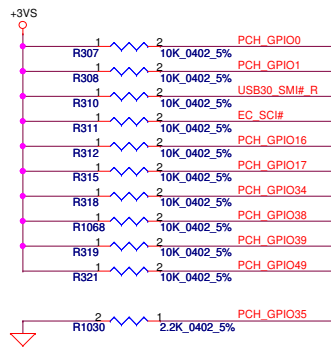 +3VS
1 2 PCH_GPIO0
R307 10K_0402_5%
1 2 PCH_GPIO1
R308 10K_0402_5%
1 2 USB30_SMI#_R
R310 10K_0402_5%
1 2 EC_SCI#
R311 10K_0402_5%
1 2 PCH_GPIO16
R312 10K_0402_5%
1 2 PCH_GPIO17
R315 10K_0402_5%
1 2 PCH_GPIO34
R318 10K_0402_5%
1 2 PCH_GPIO38
R1068 10K_0402_5%
1 2 PCH_GPIO39
R319 10K_0402_5%
1 2 PCH_GPIO49
R321 10K_0402_5%
2 1 PCH_GPIO35
R1030 2.2K_0402_5%